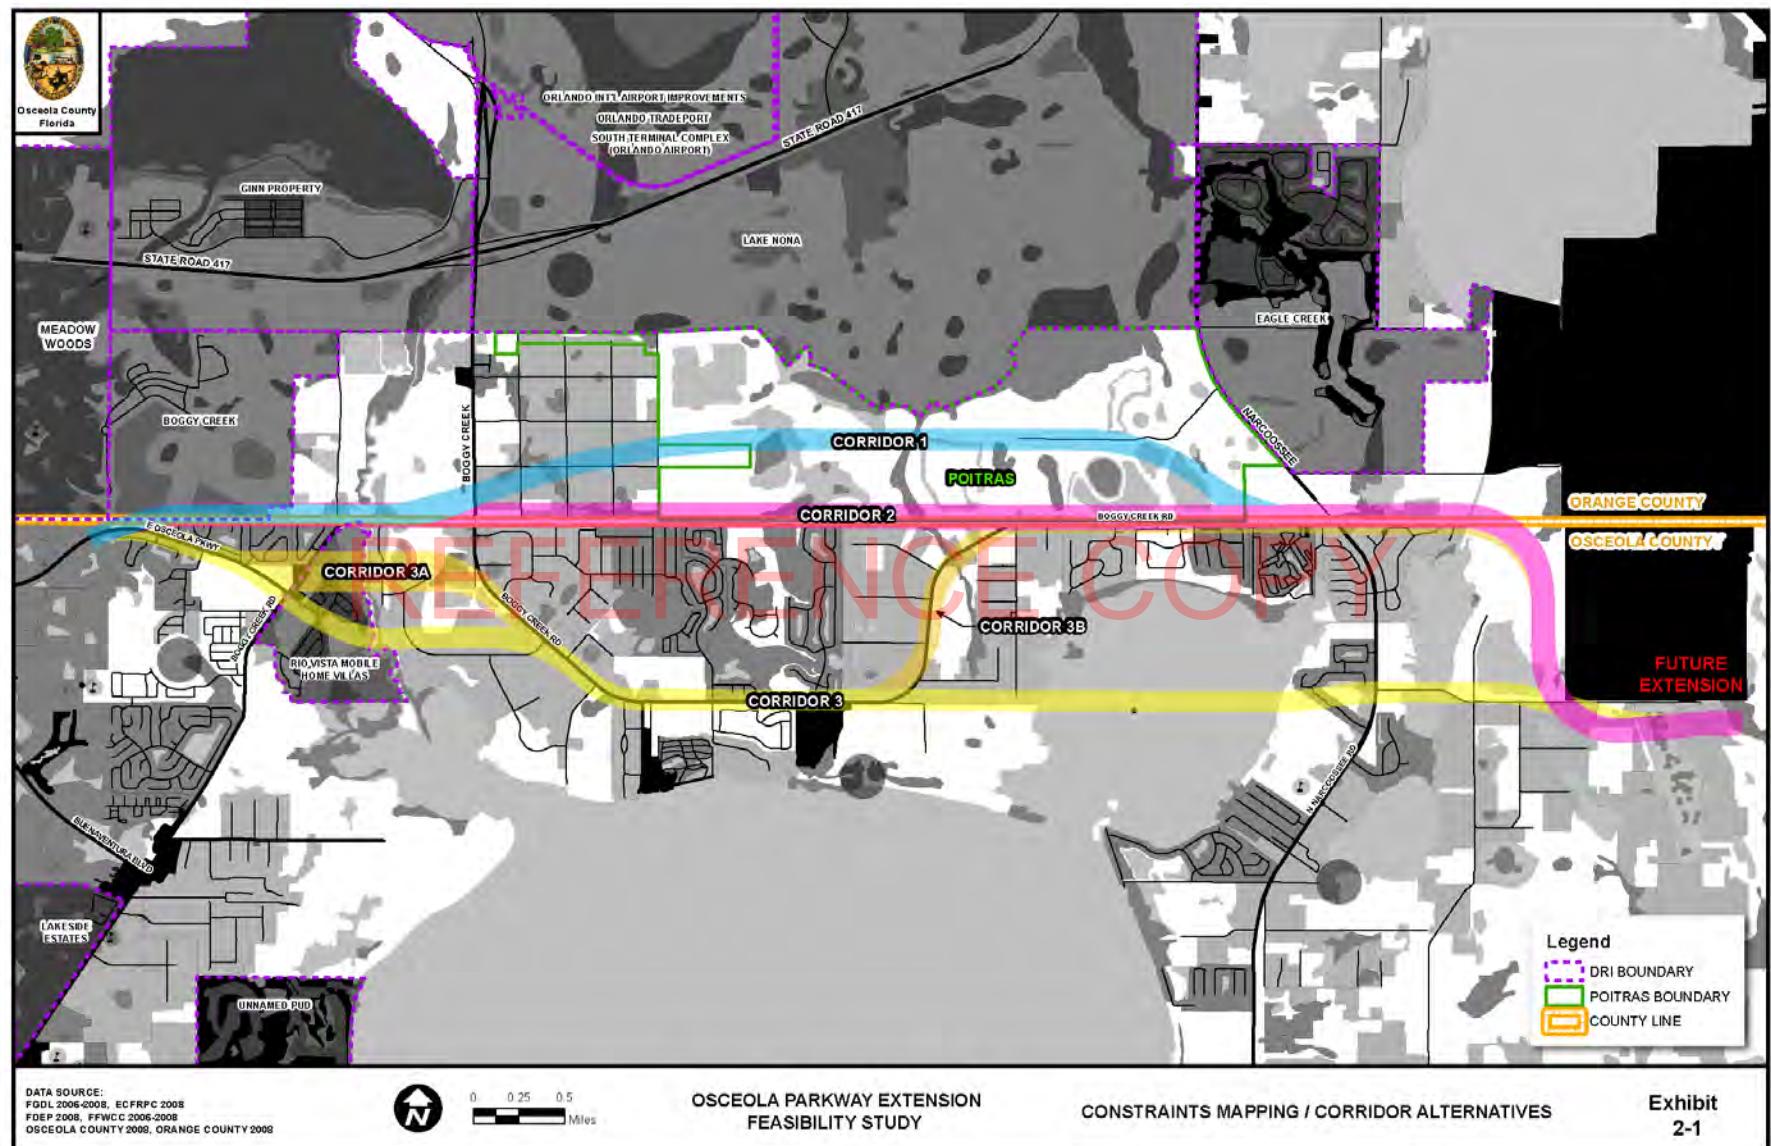 Osceola County
Florida
ORLANDO INT'L AIRPORT IMPROVEMENTS
ORLANDO TRADEPORT
SOUTH TERMINAL COMPLEX
(ORLANDO AIRPORT)
STATE ROAD 417
GINN PROPERTY
LAKE NONA
STATE ROAD 417
MEADOW
WOODS
EAGLE CREEK
BOGGY CREEK
BOGGY CREEK
NARCOOSSEE
CORRIDOR 1
POITRAS
ORANGE COUNTY
CORRIDOR 2
BOGGY CREEK RD
E OSCEOLA PKWY
OSCEOLA COUNTY
REFERENCE COPY
CORRIDOR 3A
BOGGY CREEK RD
BOGGY CREEK RD
CORRIDOR 3B
RIO VISTA MOBILE
HOME VILLAS
FUTURE
EXTENSION
CORRIDOR 3
N NARCOOSSEE RD
BUENAVENTURA BLVD
LAKESIDE
ESTATES
UNNAMED PUD
Legend
DRI BOUNDARY
POITRAS BOUNDARY
COUNTY LINE
DATA SOURCE:
FGDL 2006-2008, ECFRPC 2008
FDEP 2008, FFWCC 2006-2008
OSCEOLA COUNTY 2008, ORANGE COUNTY 2008
N
0 0.25 0.5
Miles
OSCEOLA PARKWAY EXTENSION
FEASIBILITY STUDY
CONSTRAINTS MAPPING / CORRIDOR ALTERNATIVES
Exhibit
2-1